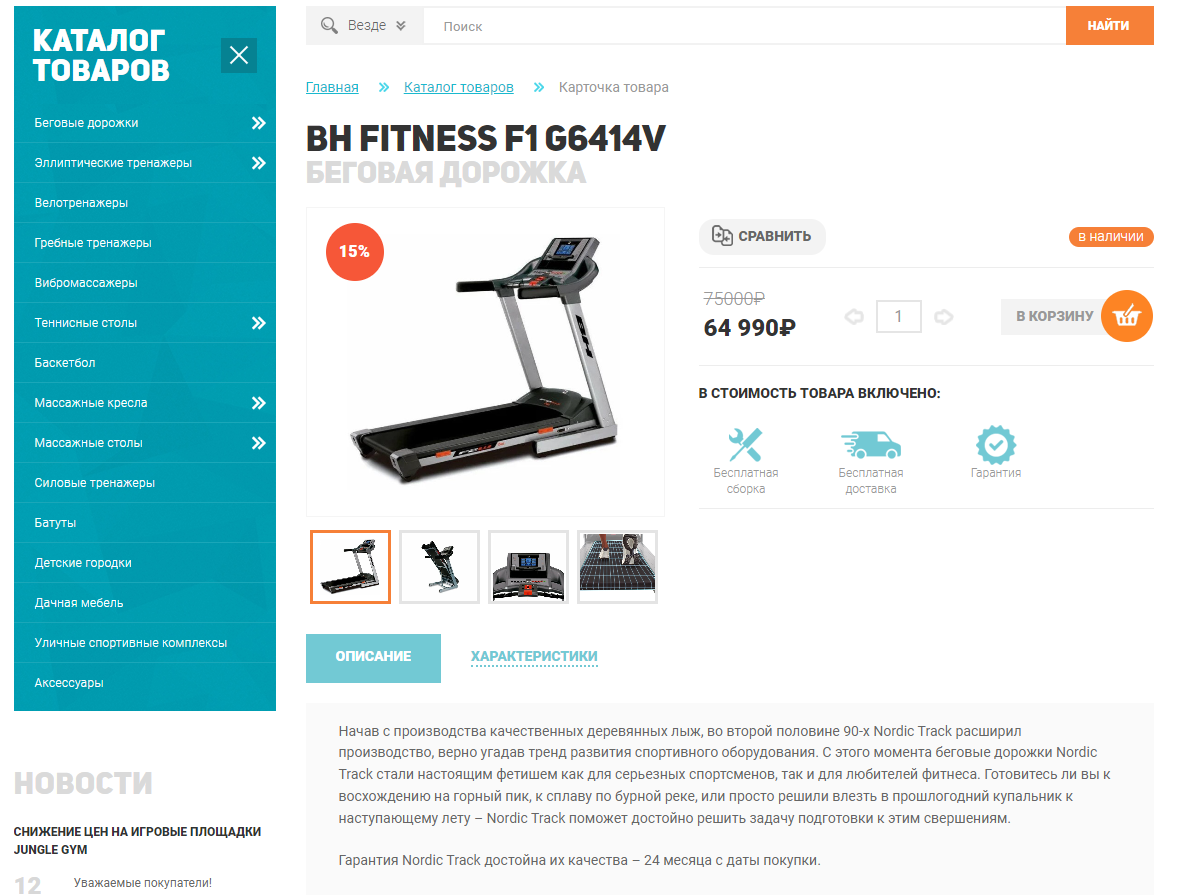 КАТАЛОГ
ТОВАРОВ
Беговые дорожки
Эллиптические тренажеры
Велотренажеры
Гребные тренажеры
Вибромассажеры
Теннисные столы
Баскетбол
Массажные кресла
Массажные столы
Силовые тренажеры
Батуты
Детские городки
Дачная мебель
Уличные спортивные комплексы
Аксессуары
НОВОСТИ
СНИЖЕНИЕ ЦЕН НА ИГРОВЫЕ ПЛОЩАДКИ
JUNGLE GYM
12 Уважаемые покупатели!
Везде Поиск НАЙТИ
Главная Каталог товаров Карточка товара
BH FITNESS F1 G6414V
БЕГОВАЯ ДОРОЖКА
15%
СРАВНИТЬ в наличии
75000₽
64 990₽ 1 В КОРЗИНУ
В СТОИМОСТЬ ТОВАРА ВКЛЮЧЕНО:
Бесплатная
сборка
Бесплатная
доставка
Гарантия
ОПИСАНИЕ ХАРАКТЕРИСТИКИ
Начав с производства качественных деревянных лыж, во второй половине 90-х Nordic Track расширил
производство, верно угадав тренд развития спортивного оборудования. С этого момента беговые дорожки Nordic
Track стали настоящим фетишем как для серьезных спортсменов, так и для любителей фитнеса. Готовитесь ли вы к
восхождению на горный пик, к сплаву по бурной реке, или просто решили влезть в прошлогодний купальник к
наступающему лету – Nordic Track поможет достойно решить задачу подготовки к этим свершениям.
Гарантия Nordic Track достойна их качества – 24 месяца с даты покупки.